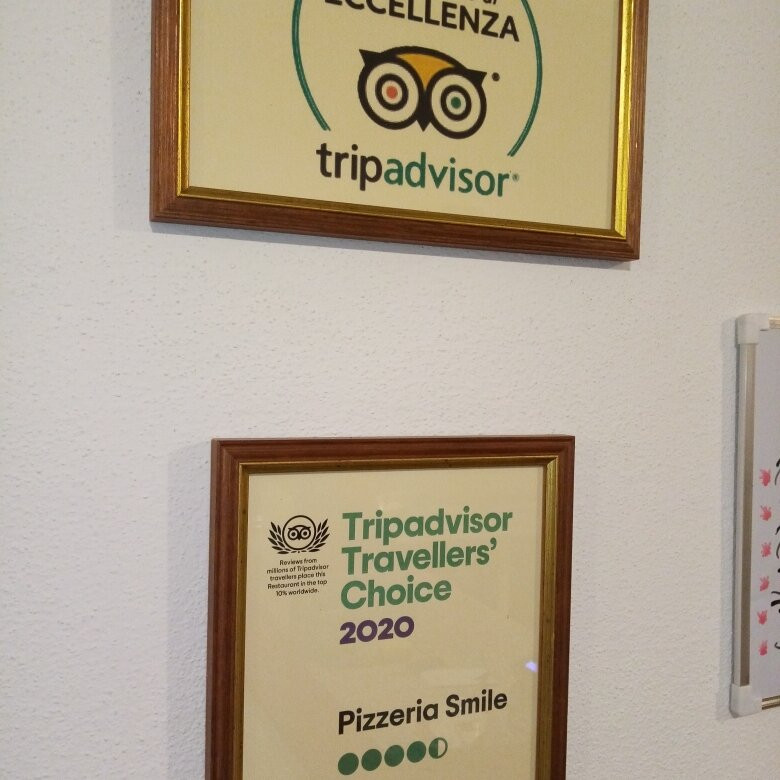 ECCELLENZA
tripadvisor
Reviews from
millions of Tripadvisor
travellers place this
Restaurant in the top
10% worldwide.
Tripadvisor
Travellers'
Choice
2020
Pizzeria Smile